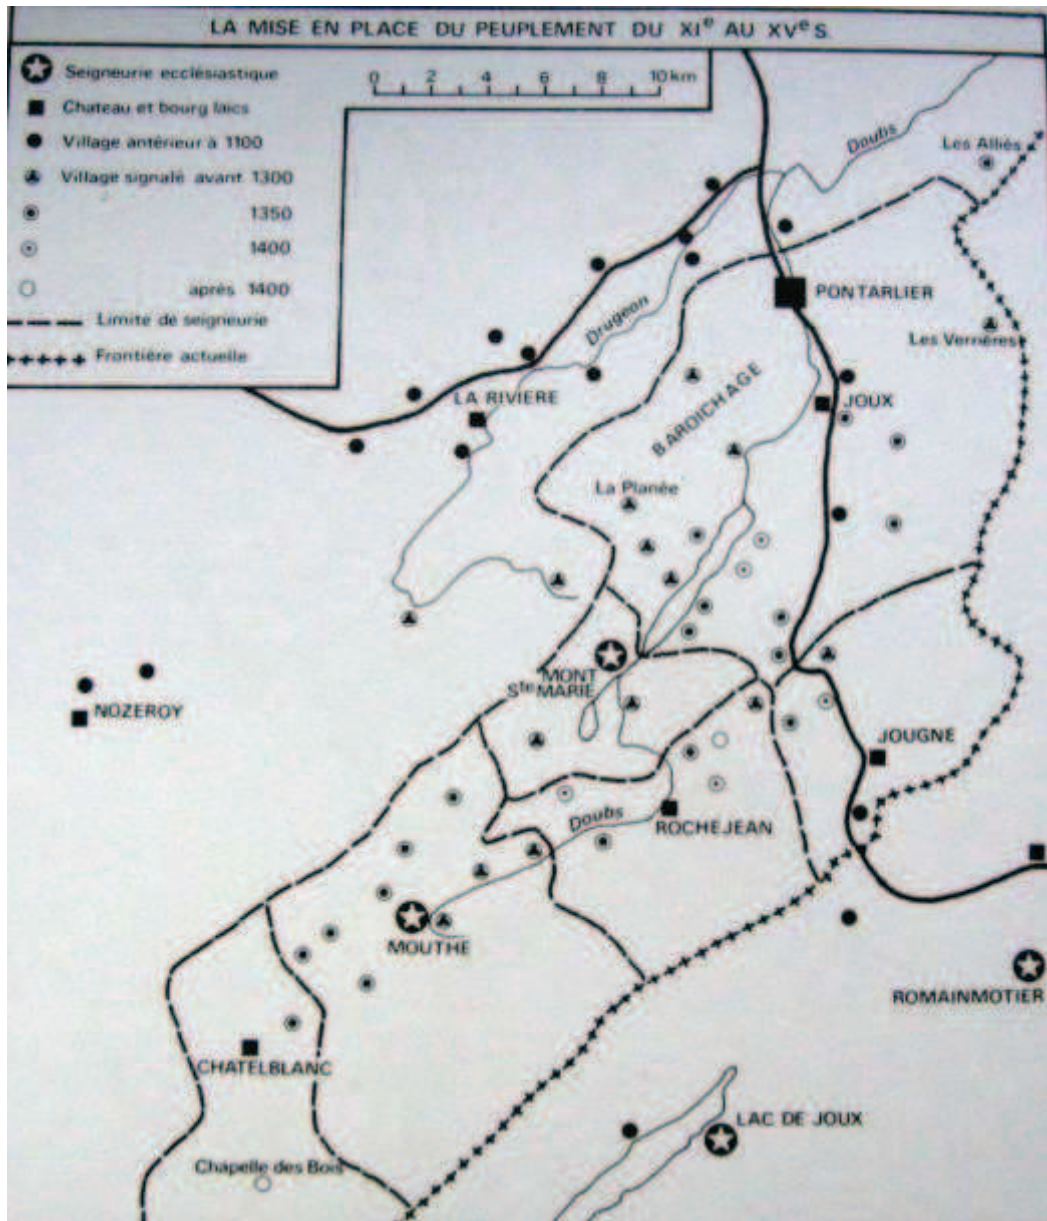 LA MISE EN PLACE DU PEUPLEMENT DU XIe AU XVe S.
Seigneurie ecclésiastique
Chateau et bourg laïcs
Village antérieur à 1100
Village signalé avant 1300
1350
1400
après 1400
Limite de seigneurie
Frontière actuelle
0 2 4 6 8 10 km
Doubs
Les Alliés
PONTARLIER
Drugeon
Les Verrières
LA RIVIERE
BARDICHAGE
JOUX
La Planée
MONT
Ste MARIE
NOZEROY
JOUGNE
Doubs
ROCHEJEAN
MOUTHE
ROMAINMOTIER
CHATELBLANC
LAC DE JOUX
Chapelle des Bois